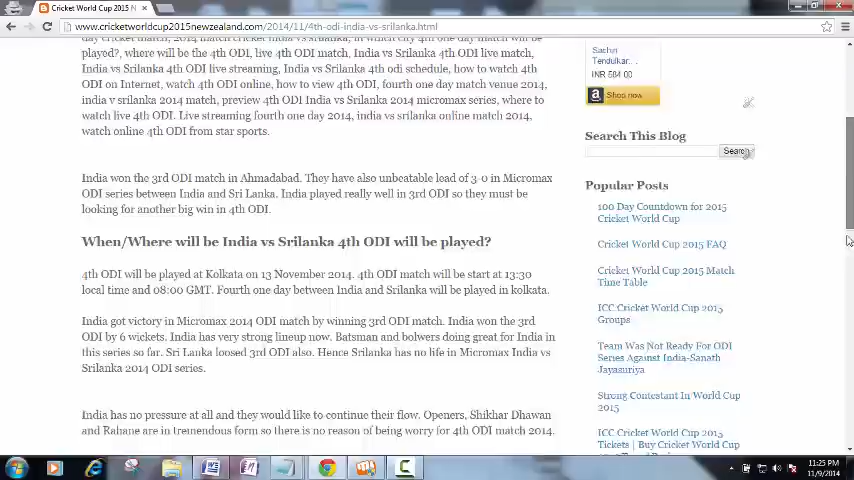 Cricket World Cup 2015 N
www.cricketworldcup2015newzealand.com/2014/11/4th-odi-india-vs-srilanka.html
day cricket march, 2014 match cricket india vs srilanka, in which city 4th one day match will be
played?, where will be the 4th ODI, live 4th ODI match, India vs Srilanka 4th ODI live match,
India vs Srilanka 4th ODI live streaming, India vs Srilanka 4th odi schedule, how to watch 4th
ODI on Internet, watch 4th ODI online, how to view 4th ODI, fourth one day match venue 2014,
india v srilanka 2014 match, preview 4th ODI India vs Srilanka 2014 micromax series, where to
watch live 4th ODI. Live streaming fourth one day 2014, india vs srilanka online match 2014,
watch online 4th ODI from star sports.
India won the 3rd ODI match in Ahmadabad. They have also unbeatable lead of 3-0 in Micromax
ODI series between India and Sri Lanka. India played really well in 3rd ODI so they must be
looking for another big win in 4th ODI.
When/Where will be India vs Srilanka 4th ODI will be played?
4th ODI will be played at Kolkata on 13 November 2014. 4th ODI match will be start at 13:30
local time and 08:00 GMT. Fourth one day between India and Srilanka will be played in kolkata.
India got victory in Micromax 2014 ODI match by winning 3rd ODI match. India won the 3rd
ODI by 6 wickets. India has very strong lineup now. Batsman and bolwers doing great for India in
this series so far. Sri Lanka loosed 3rd ODI also. Hence Srilanka has no life in Micromax India vs
Srilanka 2014 ODI series.
India has no pressure at all and they would like to continue their flow. Openers, Shikhar Dhawan
and Rahane are in tremendous form so there is no reason of being worry for 4th ODI match 2014.
Sachin
Tendulkar...
INR 584.00
Shop now
Search This Blog
Search
Popular Posts
100 Day Countdown for 2015
Cricket World Cup
Cricket World Cup 2015 FAQ
Cricket World Cup 2015 Match
Time Table
ICC Cricket World Cup 2015
Groups
Team Was Not Ready For ODI
Series Against India-Sanath
Jayasuriya
Strong Contestant In World Cup
2015
ICC Cricket World Cup 2015
Tickets | Buy Cricket World Cup
11:25 PM
11/9/2014